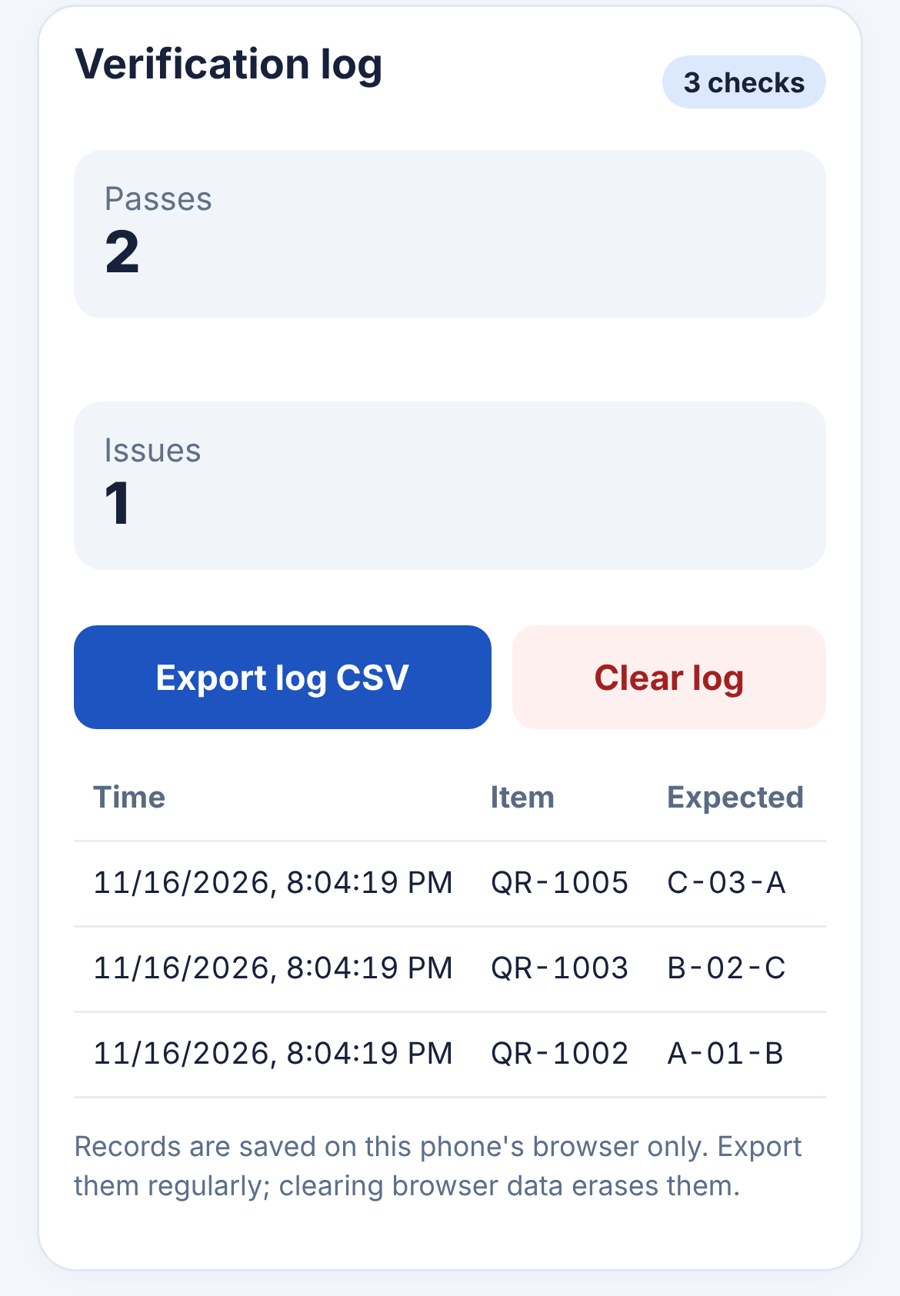 Verification log
3 checks
Passes
2
Issues
1
Export log CSV
Clear log
Time Item Expected
11/16/2026, 8:04:19 PM QR-1005 C-03-A
11/16/2026, 8:04:19 PM QR-1003 B-02-C
11/16/2026, 8:04:19 PM QR-1002 A-01-B
Records are saved on this phone's browser only. Export
them regularly; clearing browser data erases them.